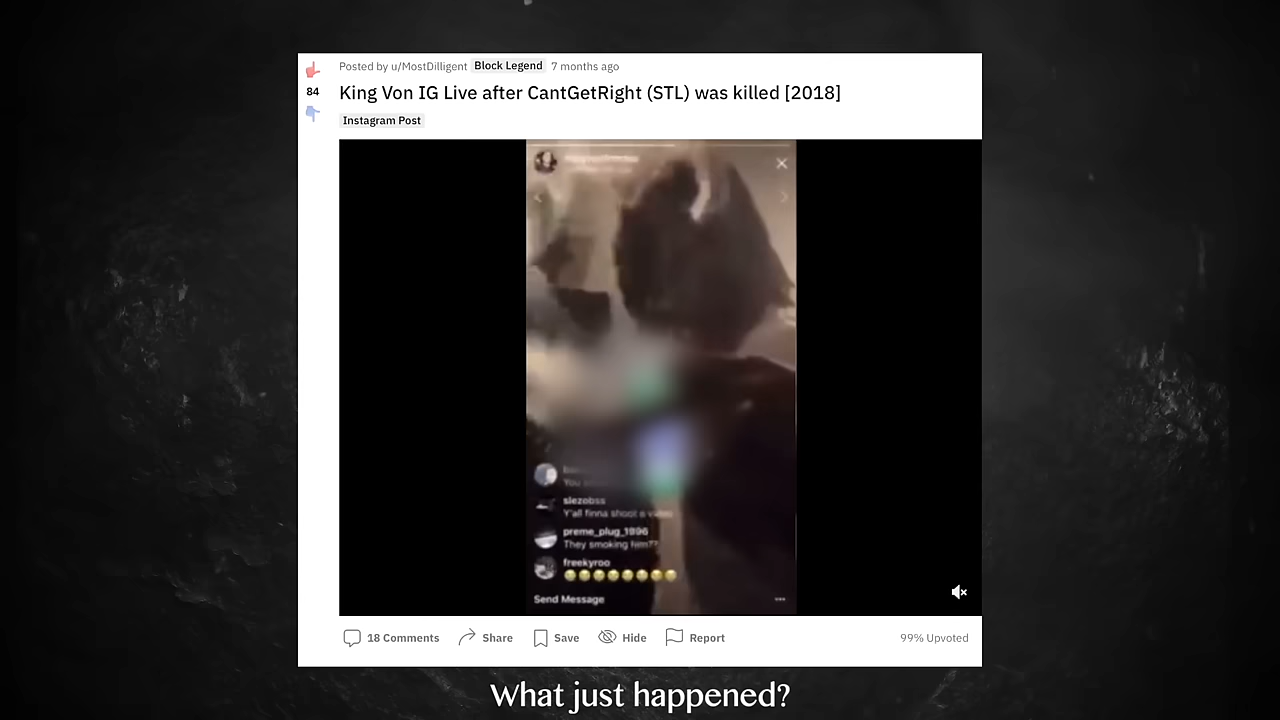 Posted by u/MostDilligent Block Legend 7 months ago
84
King Von IG Live after CantGetRight (STL) was killed [2018]
Instagram Post
You
slezobss
Y'all finna shoot a video
preme_plug_1896
They smoking him??
freekyroo
Send Message
18 Comments Share Save Hide Report 99% Upvoted
What just happened?